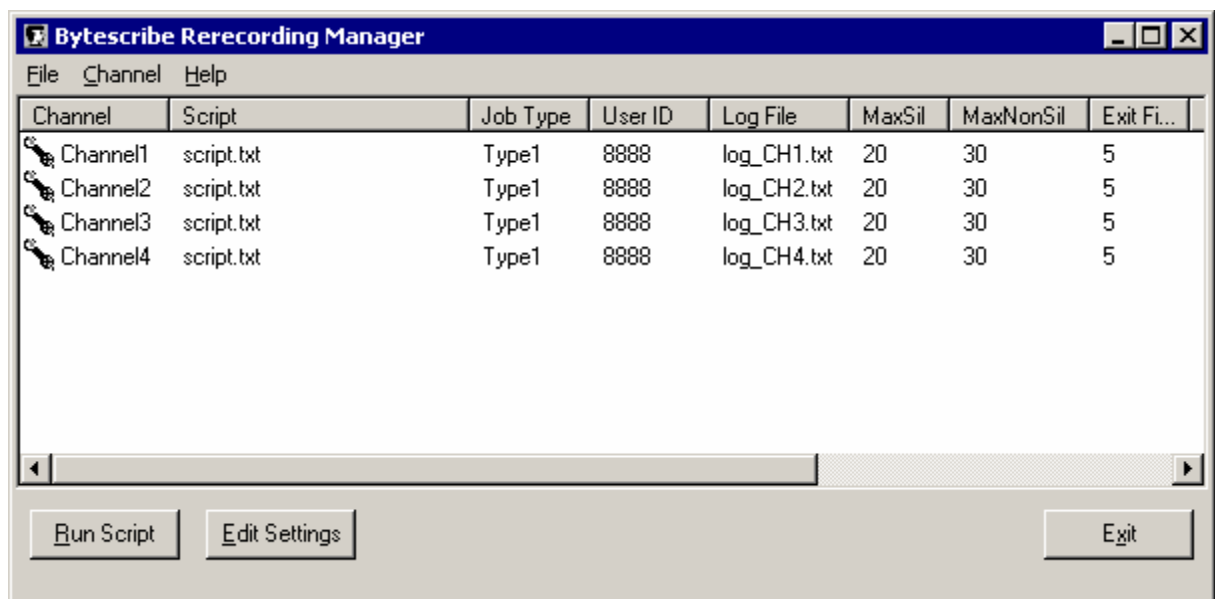 Bytescribe Rerecording Manager
File Channel Help
Channel Script Job Type User ID Log File MaxSil MaxNonSil Exit Fi...
Channel1 script.txt Type1 8888 log_CH1.txt 20 30 5
Channel2 script.txt Type1 8888 log_CH2.txt 20 30 5
Channel3 script.txt Type1 8888 log_CH3.txt 20 30 5
Channel4 script.txt Type1 8888 log_CH4.txt 20 30 5
Run Script Edit Settings Exit